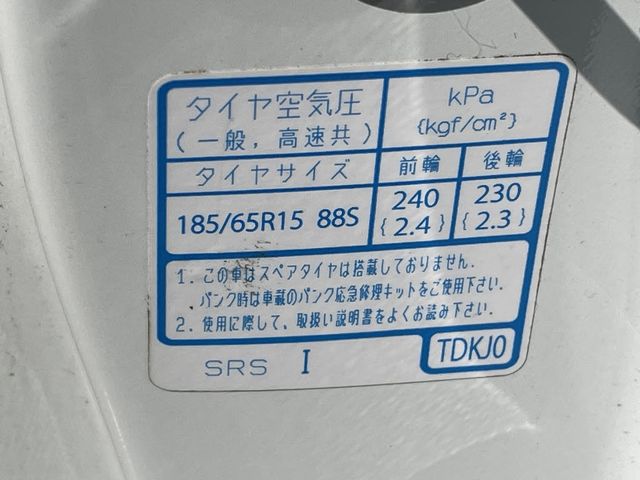 タイヤ空気圧
(一般,高速共)
kPa
{kgf/cm²}
タイヤサイズ 前輪 後輪
185/65R15 88S 240 {2.4} 230 {2.3}
1. この車はスペアタイヤは搭載しておりません.
パンク時は車載のパンク応急修理キットをご使用下さい.
2. 使用に際して、取扱い説明書をよくお読み下さい.
SRS I TDKJ0